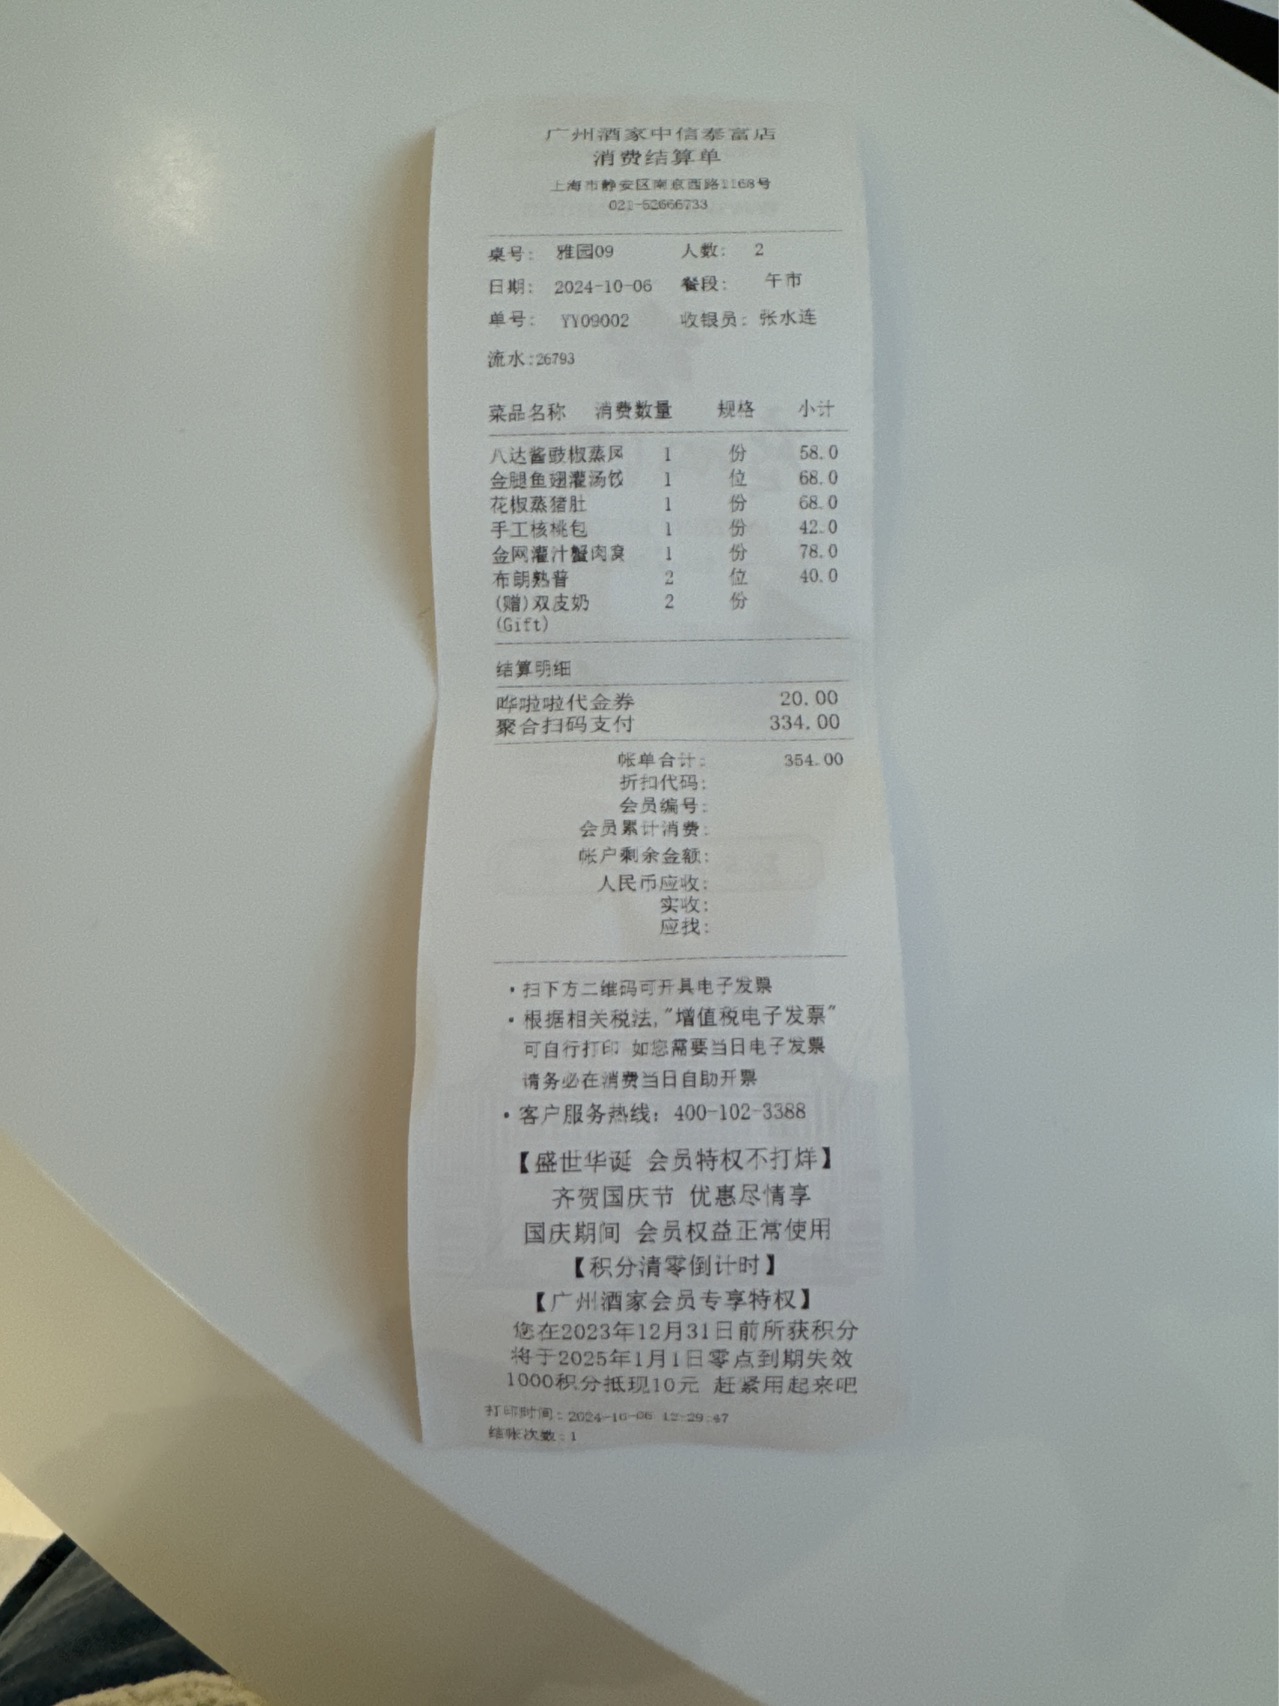 广州酒家中信泰富店
消费结算单
上海市静安区南京西路1168号
021-52666733
桌号: 雅园09 人数: 2
日期: 2024-10-06 餐段: 午市
单号: YY09002 收银员: 张水连
流水:26793
菜品名称 消费数量 规格 小计
八达酱豉椒蒸凤 1 份 58.0
金腿鱼翅灌汤饺 1 位 68.0
花椒蒸猪肚 1 份 68.0
手工核桃包 1 份 42.0
金网灌汁蟹肉窝 1 份 78.0
布朗熟普 2 位 40.0
(赠)双皮奶 2 份
(Gift)
结算明细
哗啦啦代金券 20.00
聚合扫码支付 334.00
帐单合计: 354.00
折扣代码:
会员编号:
会员累计消费:
帐户剩余金额:
人民币应收:
实收:
应找:
·扫下方二维码可开具电子发票
·根据相关税法,"增值税电子发票"
可自行打印 如您需要当日电子发票
请务必在消费当日自助开票
·客户服务热线: 400-102-3388
【盛世华诞 会员特权不打烊】
齐贺国庆节 优惠尽情享
国庆期间 会员权益正常使用
【积分清零倒计时】
【广州酒家会员专享特权】
您在2023年12月31日前所获积分
将于2025年1月1日零点到期失效
1000积分抵现10元 赶紧用起来吧
打印时间: 2024-10-06 12:29:47
结帐次数: 1